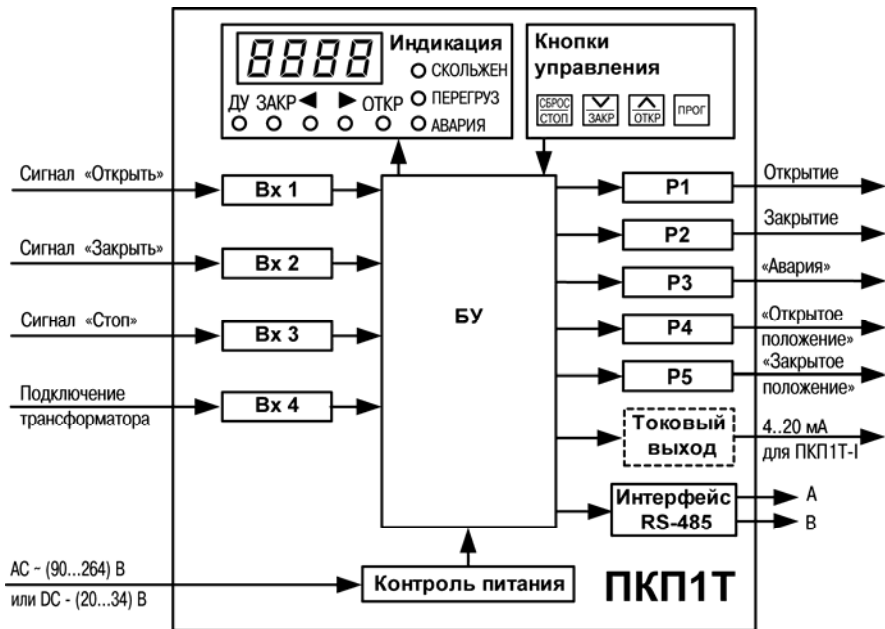 8888
Индикация
СКОЛЬЖЕН
ПЕРЕГРУЗ
АВАРИЯ
ДУ ЗАКР ОТКР
Кнопки
управления
СБРОС
СТОП
ЗАКР
ОТКР
ПРОГ
Сигнал «Открыть»
Вх 1
Сигнал «Закрыть»
Вх 2
Сигнал «Стоп»
Вх 3
Подключение
трансформатора
Вх 4
БУ
Р1
Открытие
Р2
Закрытие
Р3
«Авария»
Р4
«Открытое
положение»
Р5
«Закрытое
положение»
Токовый
выход
4..20 мА
для ПКП1Т-I
Интерфейс
RS-485
А
В
АС ~ (90...264) В
или DC - (20...34) В
Контроль питания
ПКП1Т